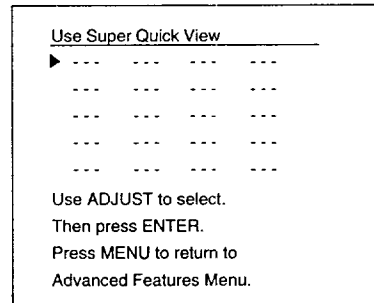 Use Super Quick View
▶ --- --- --- ---
--- --- --- ---
--- --- --- ---
--- --- --- ---
--- --- --- ---
Use ADJUST to select.
Then press ENTER.
Press MENU to return to
Advanced Features Menu.